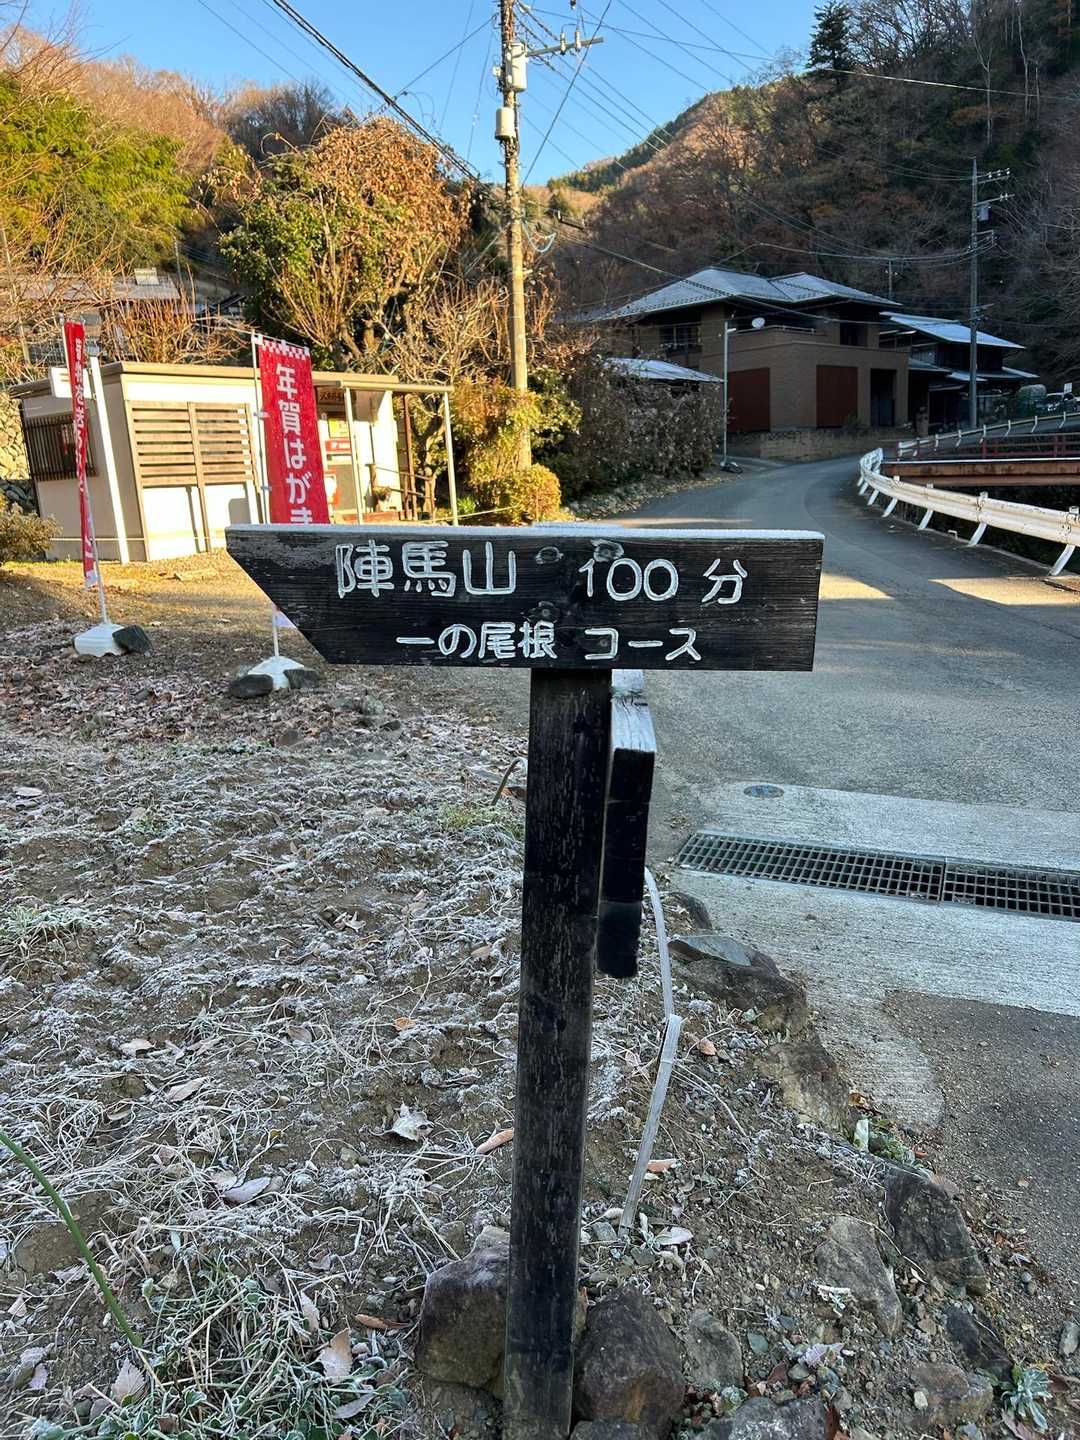 年賀はがき
陣馬山 100分
一の尾根 コース